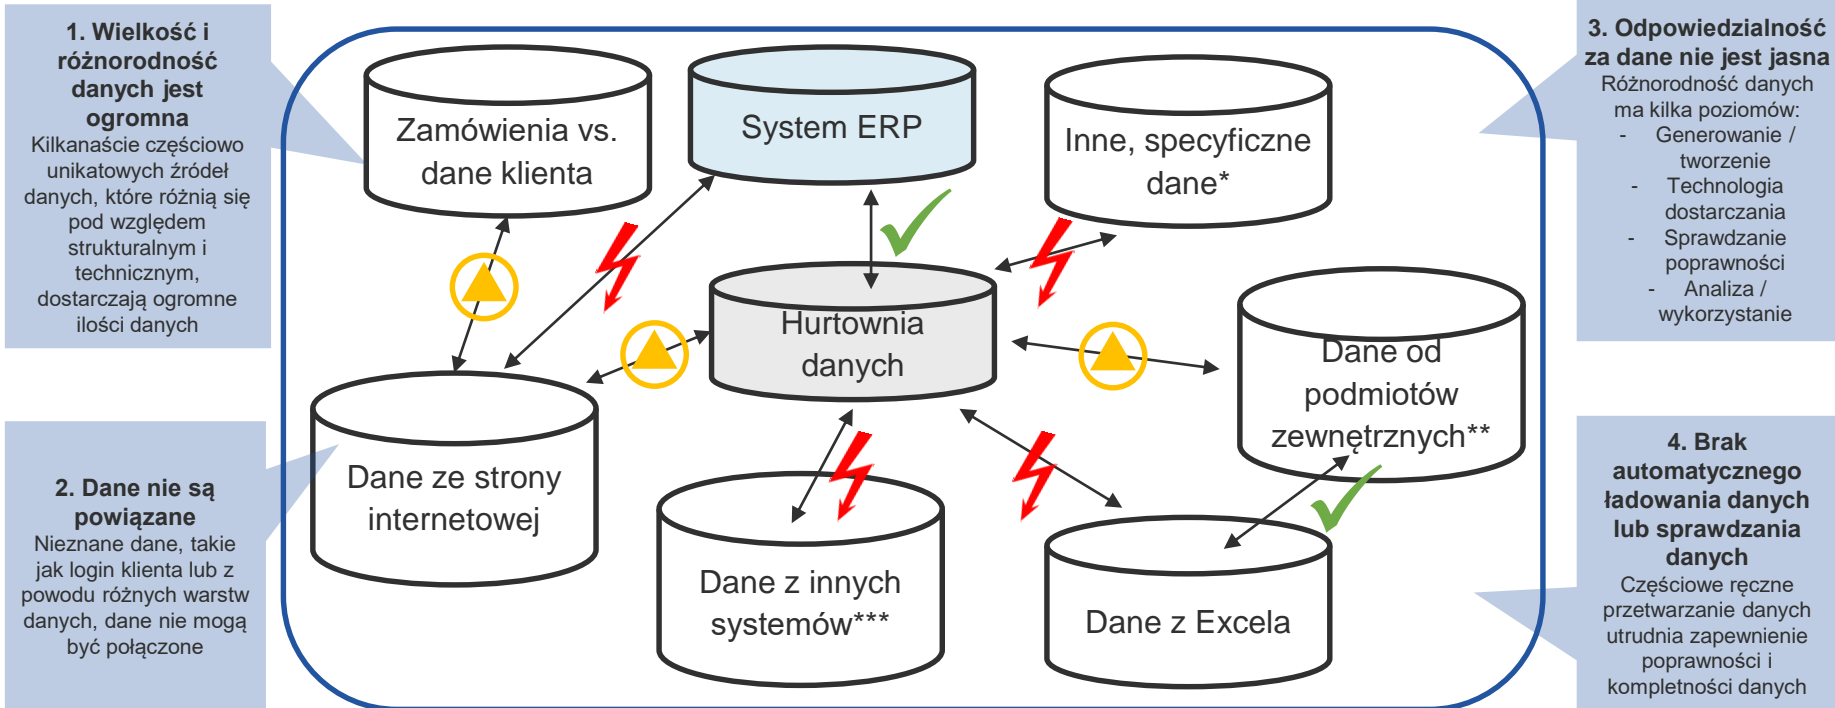 1. Wielkość i
różnorodność
danych jest
ogromna
Kilkanaście częściowo
unikatowych źródeł
danych, które różnią się
pod względem
strukturalnym i
technicznym,
dostarczają ogromne
ilości danych
2. Dane nie są
powiązane
Nieznane dane, takie
jak login klienta lub z
powodu różnych warstw
danych, dane nie mogą
być połączone
Zamówienia vs.
dane klienta
System ERP
Inne, specyficzne
dane*
Hurtownia
danych
Dane od
podmiotów
zewnętrznych**
Dane ze strony
internetowej
Dane z innych
systemów***
Dane z Excela
3. Odpowiedzialność
za dane nie jest jasna
Różnorodność danych
ma kilka poziomów:
- Generowanie /
tworzenie
- Technologia
dostarczania
- Sprawdzanie
poprawności
- Analiza /
wykorzystanie
4. Brak
automatycznego
ładowania danych
lub sprawdzania
danych
Częściowe ręczne
przetwarzanie danych
utrudnia zapewnienie
poprawności i
kompletności danych